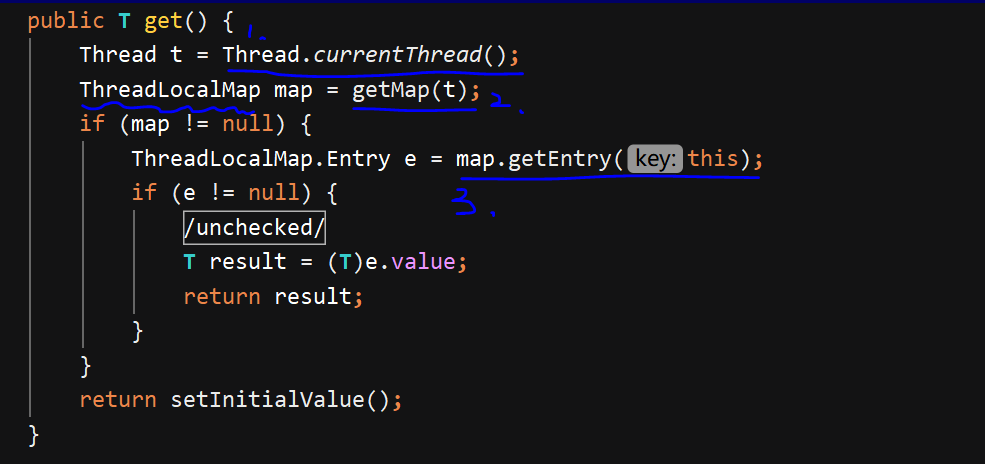 public T get() { 1.
Thread t = Thread.currentThread();
ThreadLocalMap map = getMap(t); 2.
if (map != null) {
ThreadLocalMap.Entry e = map.getEntry( key: this);
if (e != null) { 3.
/unchecked/
T result = (T)e.value;
return result;
}
}
return setInitialValue();
}